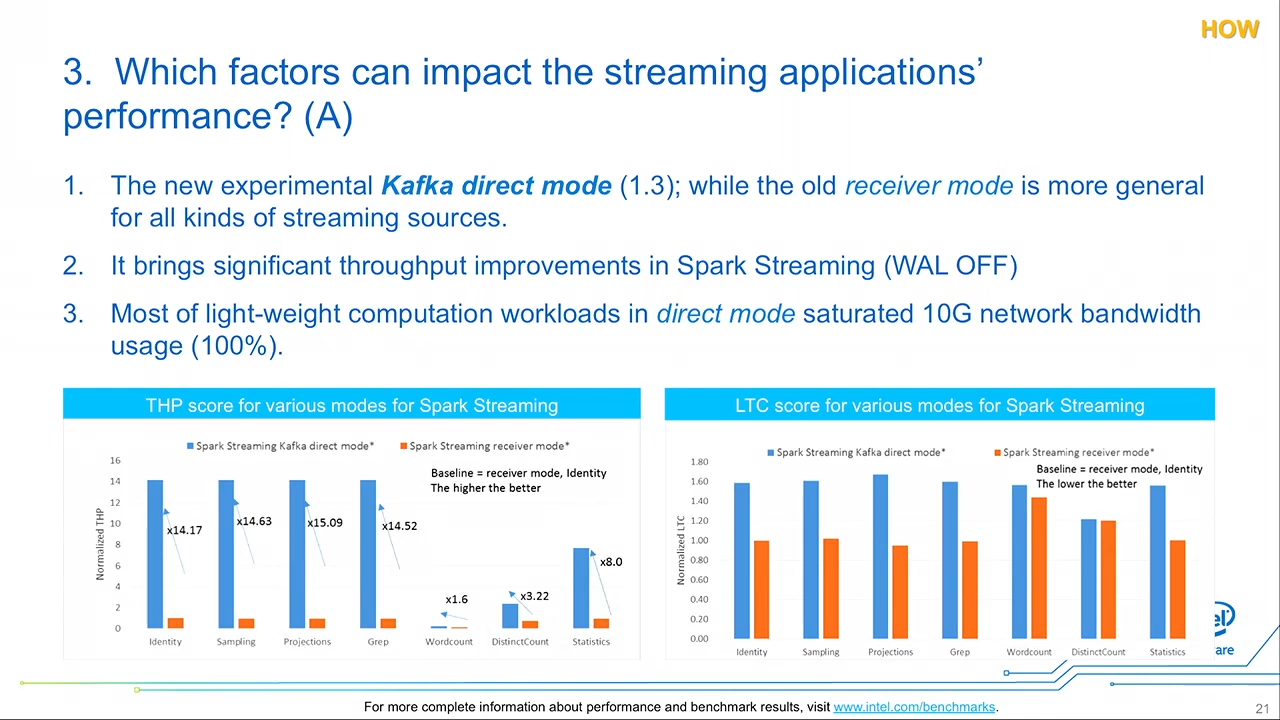 HOW
3. Which factors can impact the streaming applications’
performance? (A)
1. The new experimental Kafka direct mode (1.3); while the old receiver mode is more general
for all kinds of streaming sources.
2. It brings significant throughput improvements in Spark Streaming (WAL OFF)
3. Most of light-weight computation workloads in direct mode saturated 10G network bandwidth
usage (100%).
THP score for various modes for Spark Streaming
Spark Streaming Kafka direct mode* Spark Streaming receiver mode*
Baseline = receiver mode, Identity
The higher the better
Normalized THP
16
14
12
10
8
6
4
2
0
x14.17
x14.63
x15.09
x14.52
x1.6
x3.22
x8.0
Identity Sampling Projections Grep Wordcount DistinctCount Statistics
LTC score for various modes for Spark Streaming
Spark Streaming Kafka direct mode* Spark Streaming receiver mode*
Baseline = receiver mode, Identity
The lower the better
Normalized LTC
1.80
1.60
1.40
1.20
1.00
0.80
0.60
0.40
0.20
0.00
Identity Sampling Projections Grep Wordcount DistinctCount Statistics
For more complete information about performance and benchmark results, visit www.intel.com/benchmarks.
21